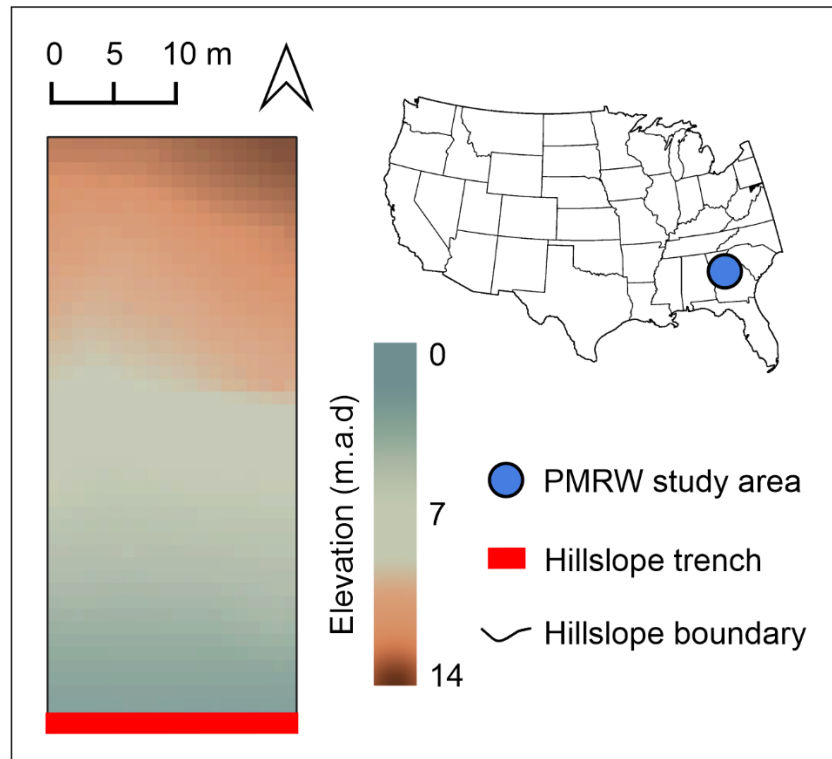 0 5 10 m
Elevation (m.a.d)
0
7
14
PMRW study area
Hillslope trench
Hillslope boundary